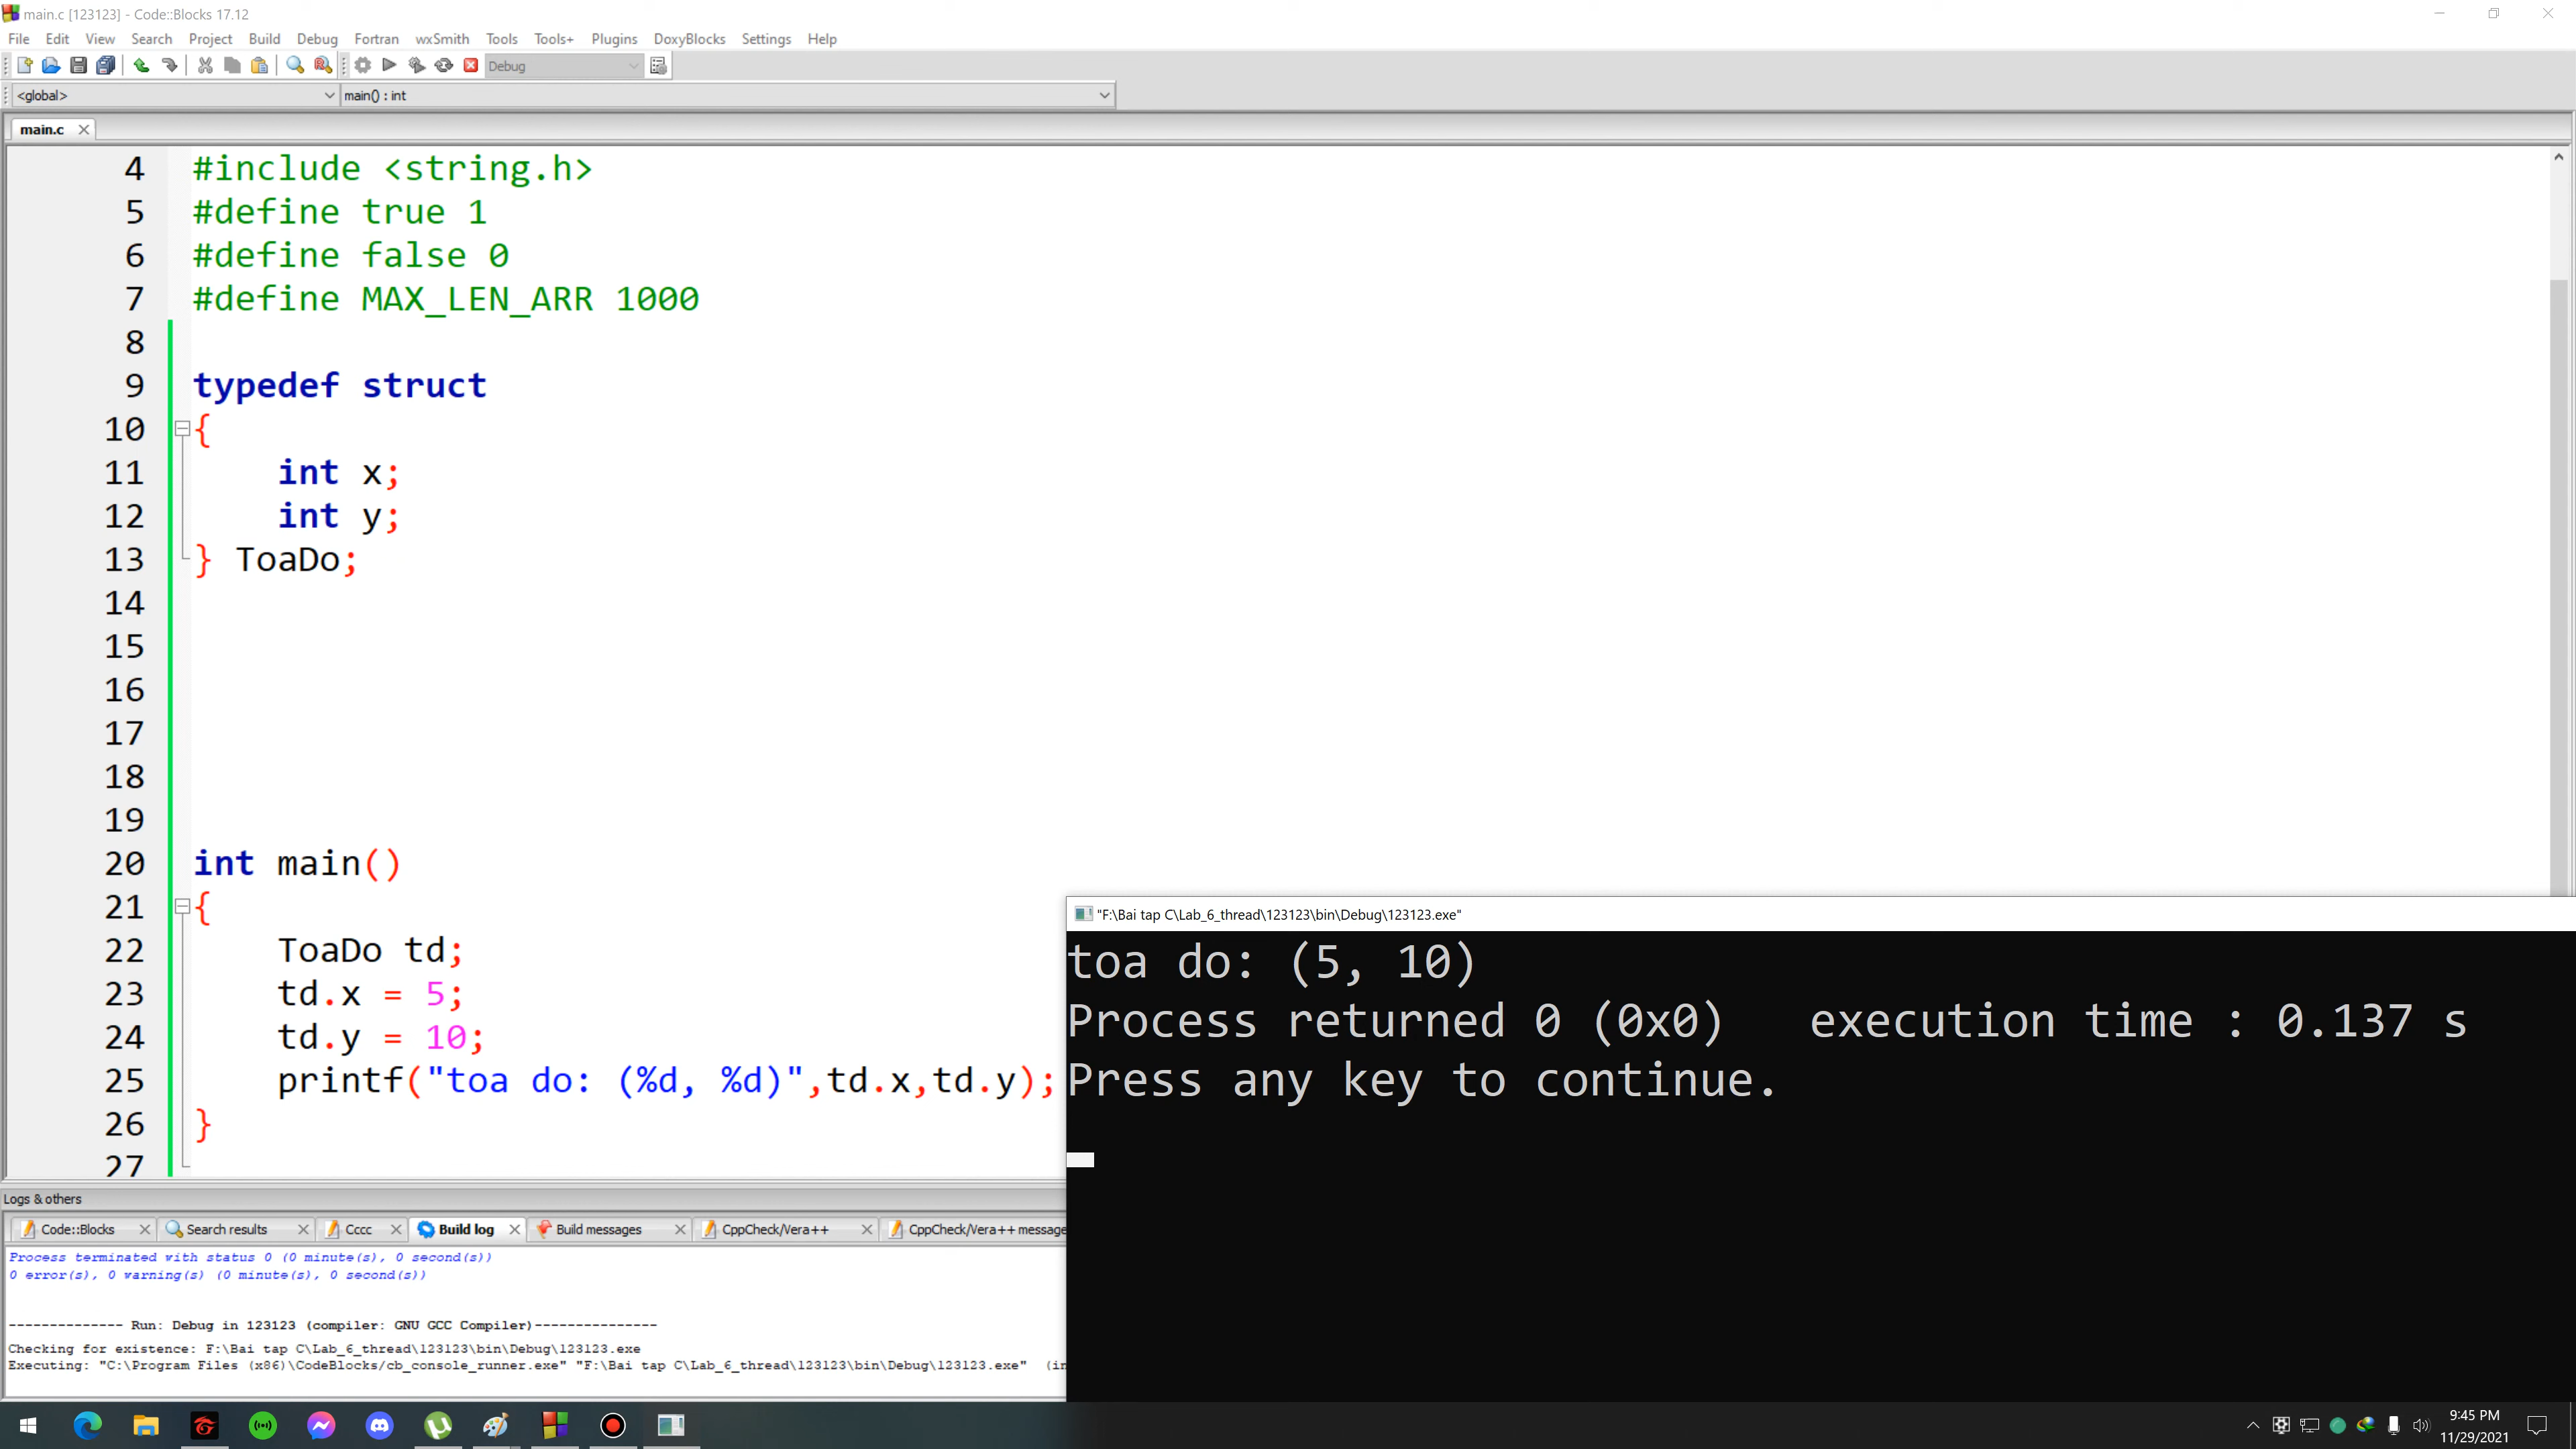 main.c [123123] - Code::Blocks 17.12
File Edit View Search Project Build Debug Fortran wxSmith Tools Tools+ Plugins DoxyBlocks Settings Help
Debug
<global> main() : int
main.c
4 #include <string.h>
5 #define true 1
6 #define false 0
7 #define MAX_LEN_ARR 1000
8
9 typedef struct
10 {
11 int x;
12 int y;
13 } ToaDo;
14
15
16
17
18
19
20 int main()
21 {
22 ToaDo td;
23 td.x = 5;
24 td.y = 10;
25 printf("toa do: (%d, %d)",td.x,td.y);
26 }
27
"F:\Bai tap C\Lab_6_thread\123123\bin\Debug\123123.exe"
toa do: (5, 10)
Process returned 0 (0x0) execution time : 0.137 s
Press any key to continue.
Logs & others
Code::Blocks Search results Cccc Build log Build messages CppCheck/Vera++ CppCheck/Vera++ message
Process terminated with status 0 (0 minute(s), 0 second(s))
0 error(s), 0 warning(s) (0 minute(s), 0 second(s))
-------------- Run: Debug in 123123 (compiler: GNU GCC Compiler)---------------
Checking for existence: F:\Bai tap C\Lab_6_thread\123123\bin\Debug\123123.exe
Executing: "C:\Program Files (x86)\CodeBlocks/cb_console_runner.exe" "F:\Bai tap C\Lab_6_thread\123123\bin\Debug\123123.exe" (in
9:45 PM
11/29/2021